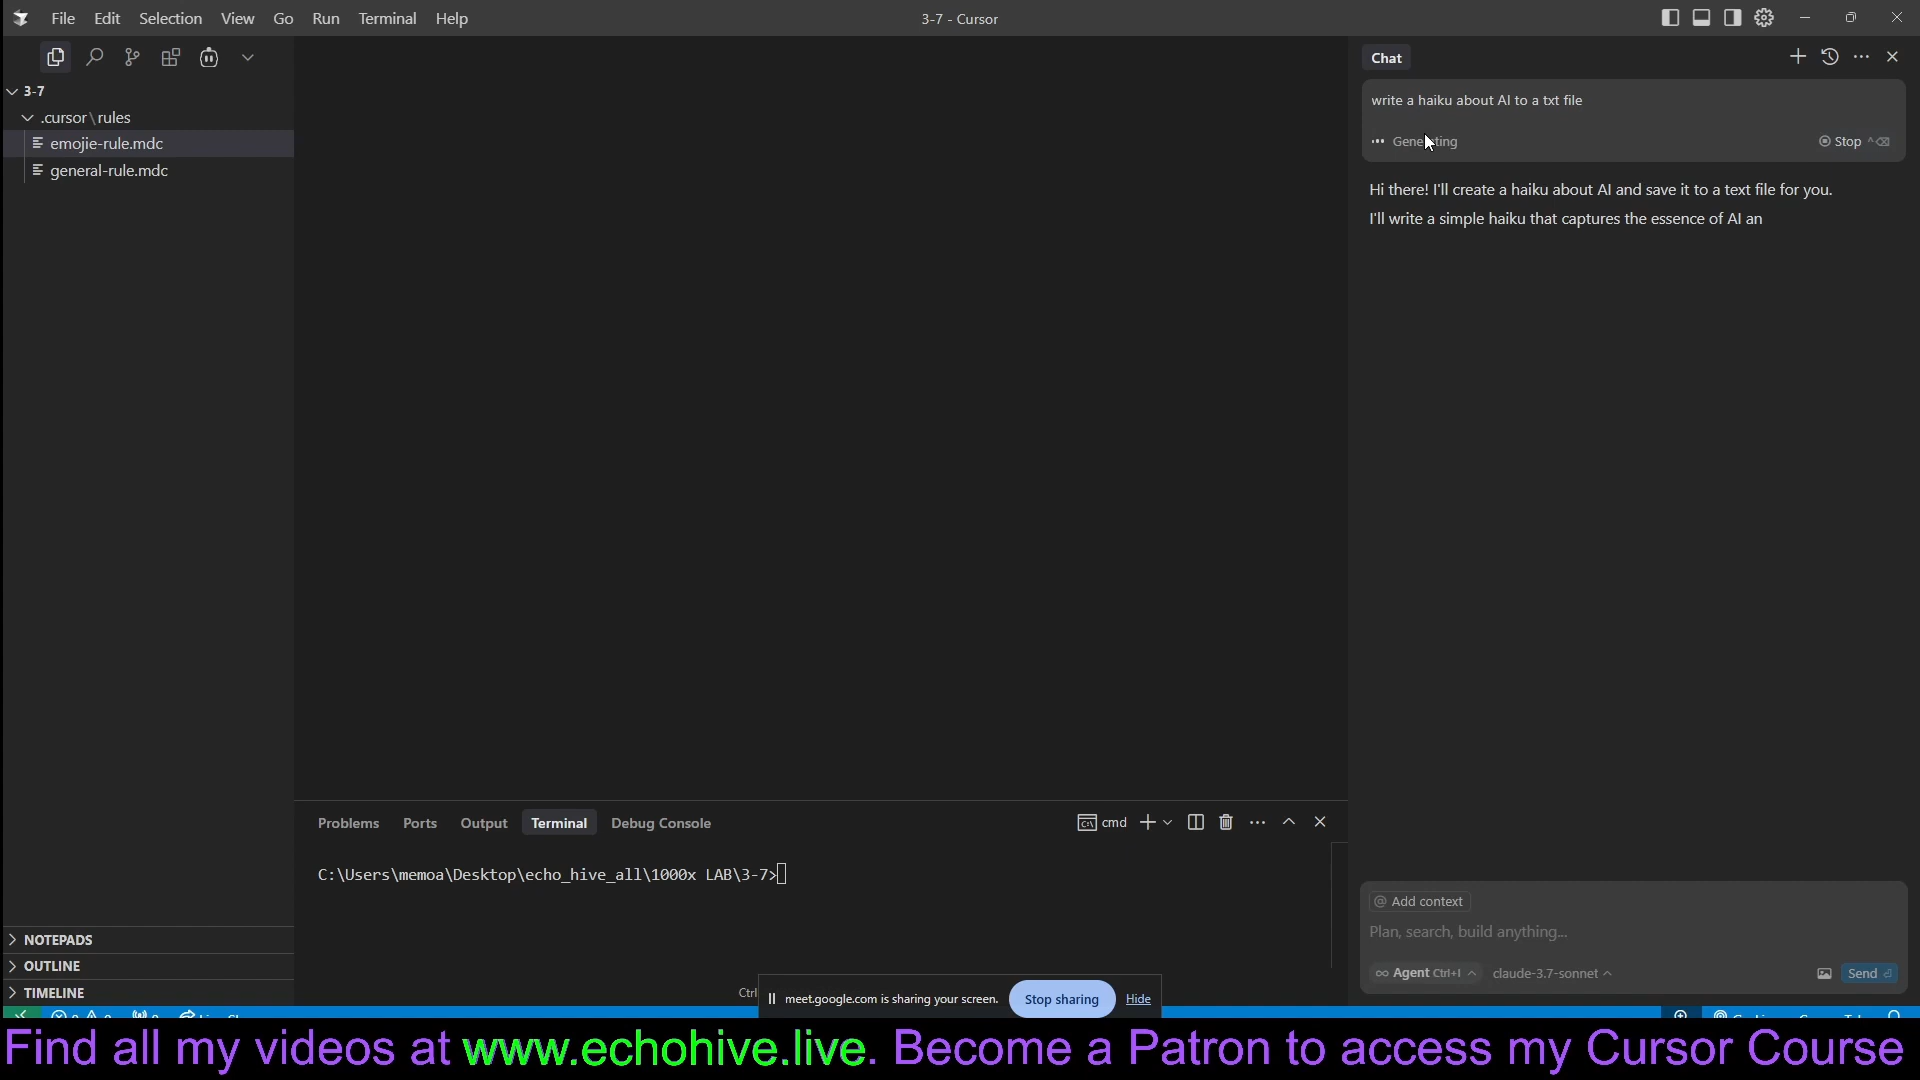 File Edit Selection View Go Run Terminal Help
3-7 - Cursor
3-7
.cursor\rules
emojie-rule.mdc
general-rule.mdc
NOTEPADS
OUTLINE
TIMELINE
Problems Ports Output Terminal Debug Console
cmd
C:\Users\memoa\Desktop\echo_hive_all\1000x LAB\3-7>
Ctrl
meet.google.com is sharing your screen. Stop sharing Hide
Chat
write a haiku about AI to a txt file
Generating
Stop
Hi there! I'll create a haiku about AI and save it to a text file for you.
I'll write a simple haiku that captures the essence of AI an
@ Add context
Plan, search, build anything...
Agent Ctrl+I claude-3.7-sonnet
Send
Find all my videos at www.echohive.live. Become a Patron to access my Cursor Course